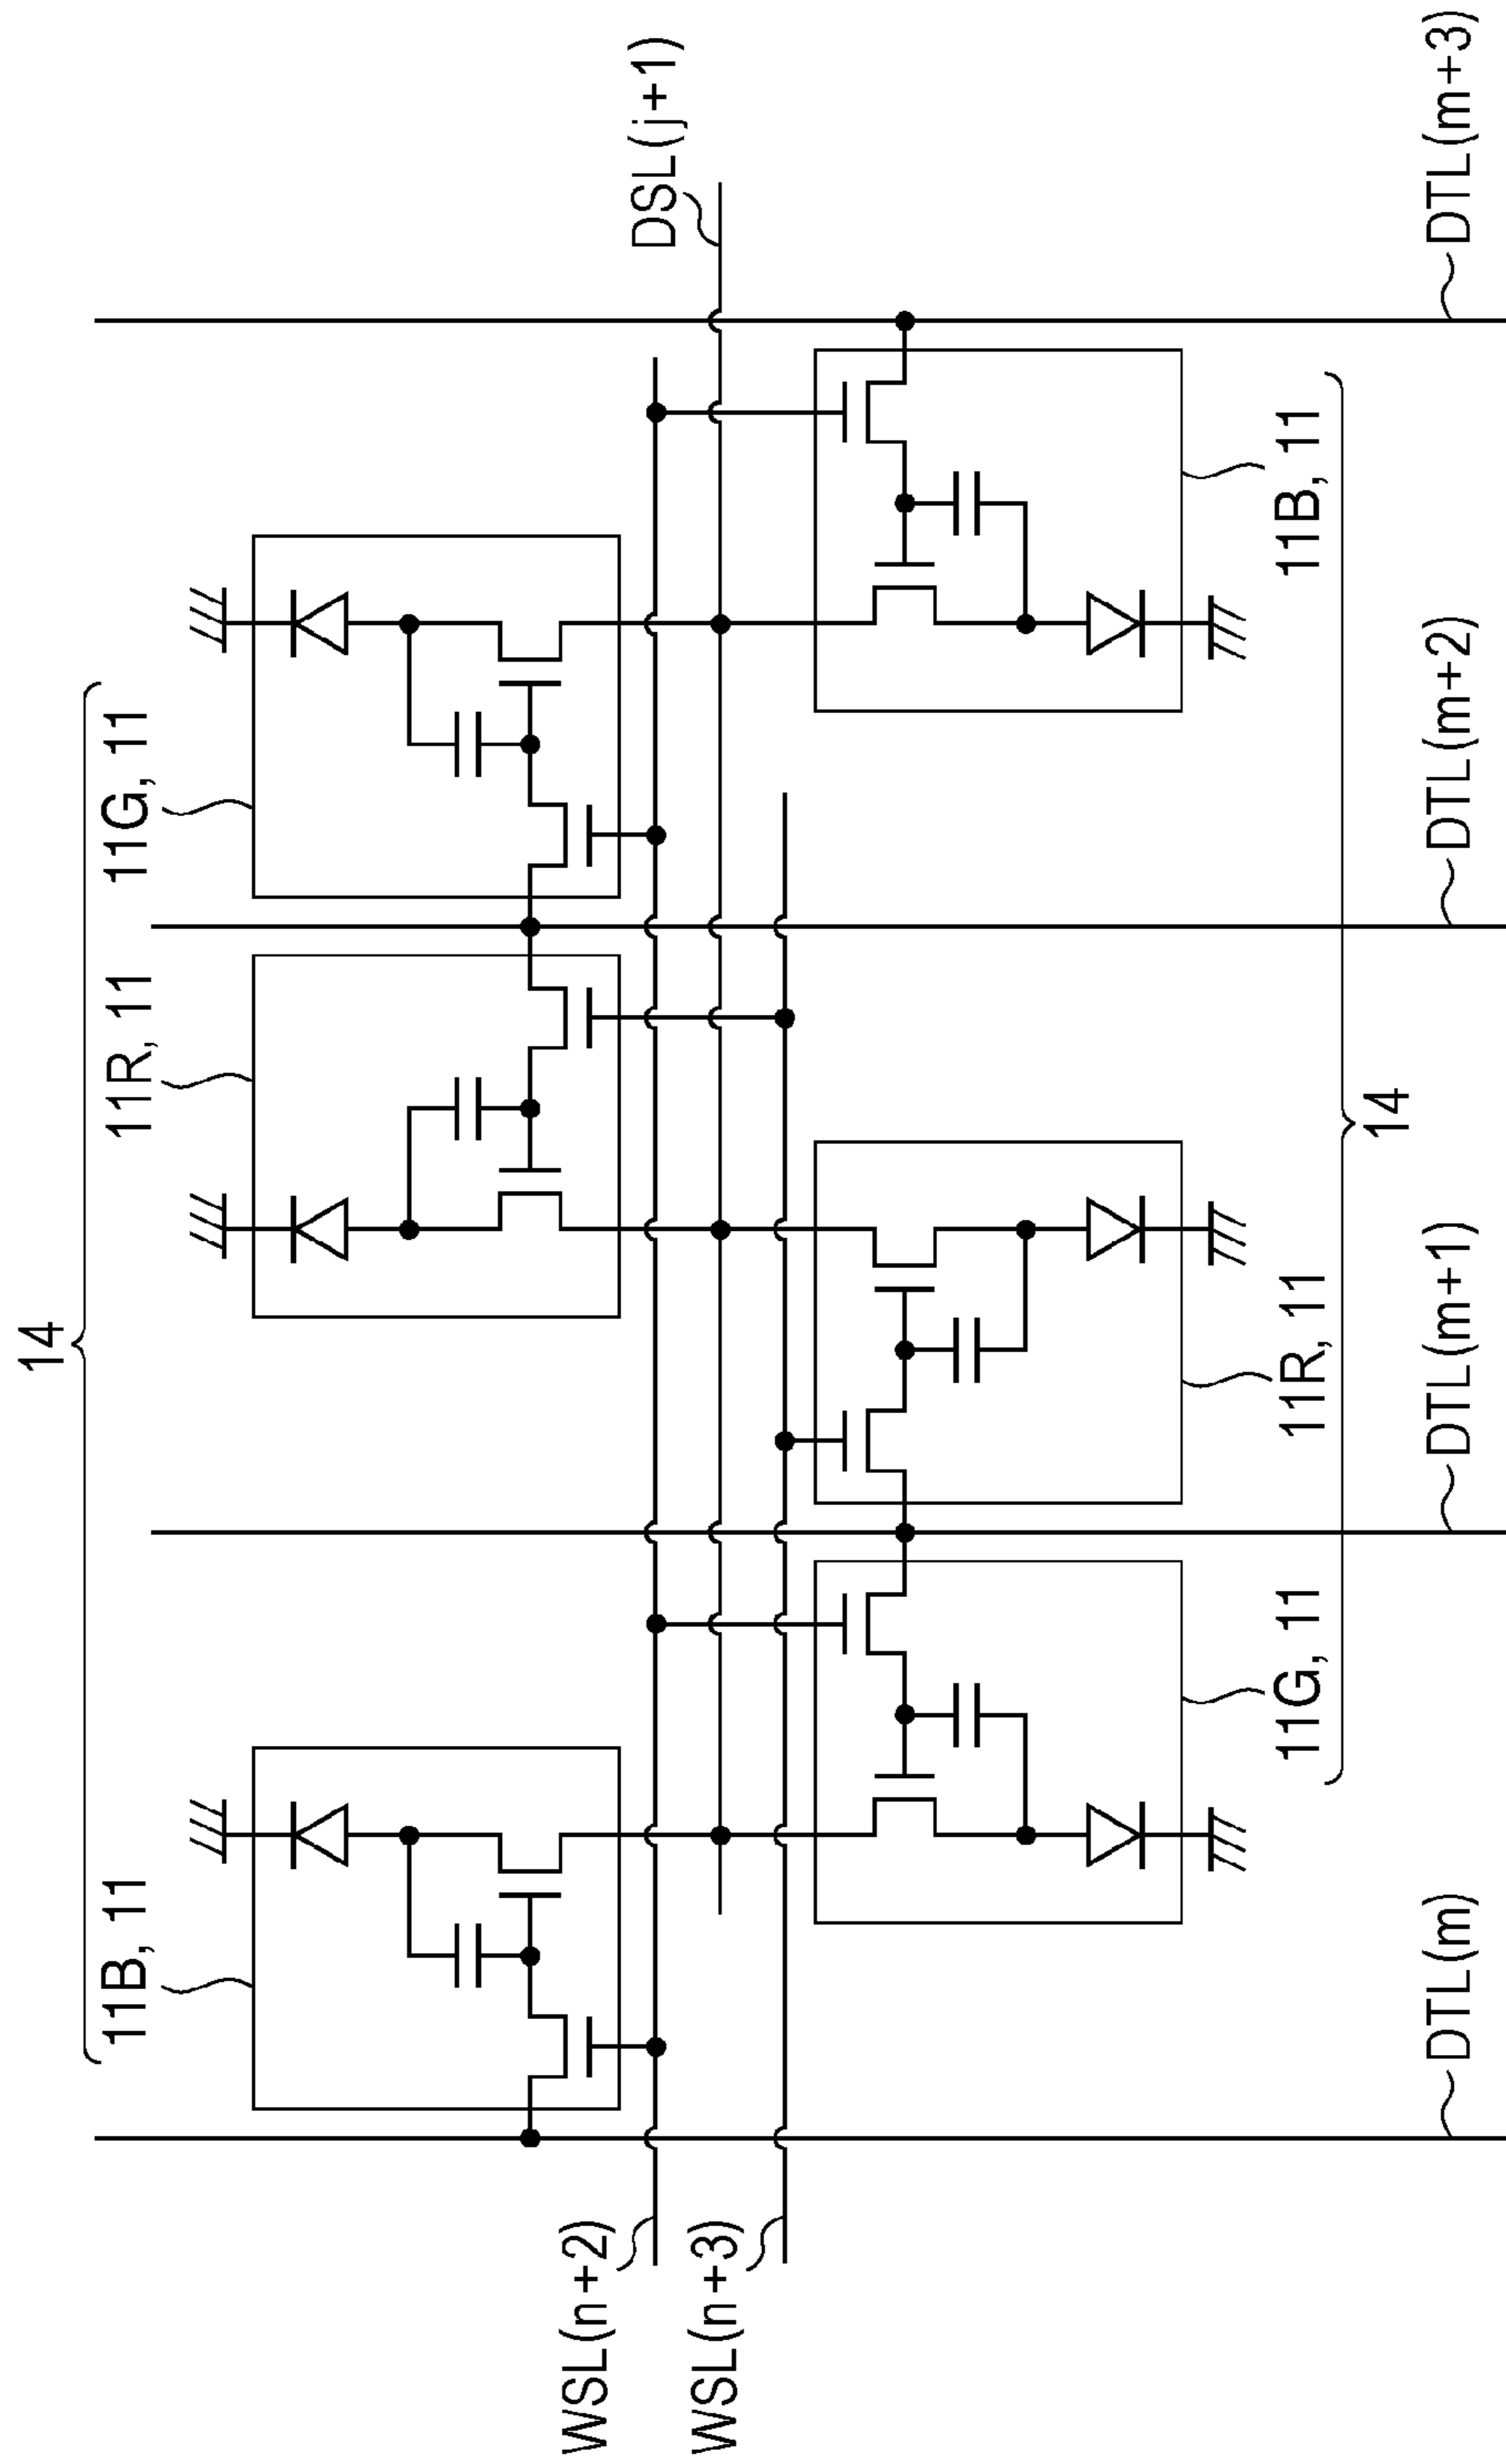 14
11B, 11
11R, 11
11G, 11
WSL(n+2)
DSL(j+1)
WSL(n+3)
11G, 11
11R, 11
11B, 11
14
DTL(m)
DTL(m+1)
DTL(m+2)
DTL(m+3)